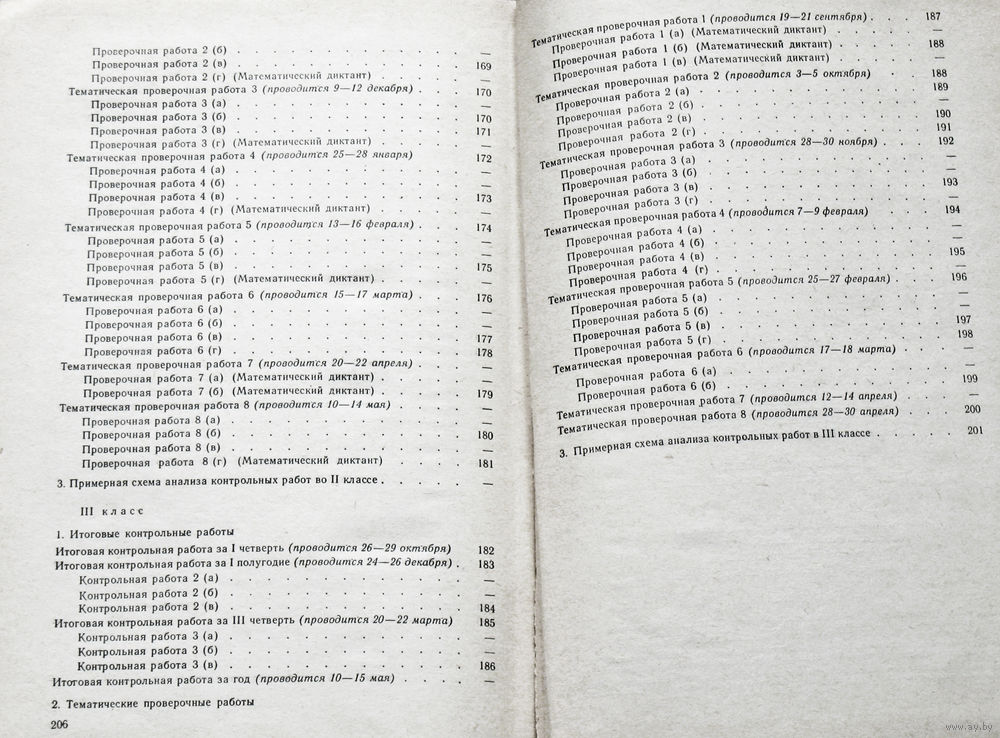 Проверочная работа 2 (б) . . . . . . . . . . —
Проверочная работа 2 (в) . . . . . . . . . . 169
Проверочная работа 2 (г) (Математический диктант) . . . . —
Тематическая проверочная работа 3 (проводится 9—12 декабря) . . . 170
Проверочная работа 3 (а) . . . . . . . . . . —
Проверочная работа 3 (б) . . . . . . . . . . 170
Проверочная работа 3 (в) . . . . . . . . . . 171
Проверочная работа 3 (г) (Математический диктант) . . . . —
Тематическая проверочная работа 4 (проводится 25—28 января) 172
Проверочная работа 4 (а) . . . . . . . . . . —
Проверочная работа 4 (б) . . . . . . . . . . —
Проверочная работа 4 (в) . . . . . . . . . . 173
Проверочная работа 4 (г) (Математический диктант) . . . . —
Тематическая проверочная работа 5 (проводится 13—16 февраля) . . . 174
Проверочная работа 5 (а) . . . . . . . . . . —
Проверочная работа 5 (б) . . . . . . . . . . —
Проверочная работа 5 (в) . . . . . . . . . . 175
Проверочная работа 5 (г) (Математический диктант) . . . . —
Тематическая проверочная работа 6 (проводится 15—17 марта) . . . 176
Проверочная работа 6 (а) . . . . . . . . . . —
Проверочная работа 6 (б) . . . . . . . . . . —
Проверочная работа 6 (в) . . . . . . . . . . 177
Проверочная работа 6 (г) . . . . . . . . . . 178
Тематическая проверочная работа 7 (проводится 20—22 апреля) . . . —
Проверочная работа 7 (а) (Математический диктант) . . . . —
Проверочная работа 7 (б) (Математический диктант) . . . . 179
Тематическая проверочная работа 8 (проводится 10—14 мая) . . . . —
Проверочная работа 8 (а) . . . . . . . . . . —
Проверочная работа 8 (б) . . . . . . . . . . 180
Проверочная работа 8 (в) . . . . . . . . . . —
Проверочная работа 8 (г) (Математический диктант) . . . . 181
3. Примерная схема анализа контрольных работ во II классе . . . . —
III класс
1. Итоговые контрольные работы
Итоговая контрольная работа за I четверть (проводится 26—29 октября) 182
Итоговая контрольная работа за I полугодие (проводится 24—26 декабря) . 183
Контрольная работа 2 (а) . . . . . . . . . . —
Контрольная работа 2 (б) . . . . . . . . . . —
Контрольная работа 2 (в) . . . . . . . . . . 184
Итоговая контрольная работа за III четверть (проводится 20—22 марта) 185
Контрольная работа 3 (а) . . . . . . . . . . —
Контрольная работа 3 (б) . . . . . . . . . . —
Контрольная работа 3 (в) . . . . . . . . . . 186
Итоговая контрольная работа за год (проводится 10—15 мая) . . . . —
2. Тематические проверочные работы
206
Тематическая проверочная работа 1 (проводится 19—21 сентября) . . . 187
Проверочная работа 1 (а) (Математический диктант) . . . . —
Проверочная работа 1 (б) (Математический диктант) . . . . 188
Проверочная работа 1 (в) (Математический диктант) . . . . —
Тематическая проверочная работа 2 (проводится 3—5 октября) . . . 188
Проверочная работа 2 (а) . . . . . . . . . . 189
Проверочная работа 2 (б) . . . . . . . . . . —
Проверочная работа 2 (в) . . . . . . . . . . 190
Проверочная работа 2 (г) . . . . . . . . . . 191
Тематическая проверочная работа 3 (проводится 28—30 ноября) . . . 192
Проверочная работа 3 (а) . . . . . . . . . . —
Проверочная работа 3 (б) . . . . . . . . . . —
Проверочная работа 3 (в) . . . . . . . . . . 193
Проверочная работа 3 (г) . . . . . . . . . . —
Тематическая проверочная работа 4 (проводится 7—9 февраля) 194
Проверочная работа 4 (а) . . . . . . . . . . —
Проверочная работа 4 (б) . . . . . . . . . . —
Проверочная работа 4 (в) . . . . . . . . . . 195
Проверочная работа 4 (г) . . . . . . . . . . —
Тематическая проверочная работа 5 (проводится 25—27 февраля) . . . 196
Проверочная работа 5 (а) . . . . . . . . . . —
Проверочная работа 5 (б) . . . . . . . . . . —
Проверочная работа 5 (в) . . . . . . . . . . 197
Проверочная работа 5 (г) . . . . . . . . . . 198
Тематическая проверочная работа 6 (проводится 17—18 марта) . . . —
Проверочная работа 6 (а) . . . . . . . . . . —
Проверочная работа 6 (б) . . . . . . . . . . 199
Тематическая проверочная работа 7 (проводится 12—14 апреля) . . . —
Тематическая проверочная работа 8 (проводится 28—30 апреля) . . . 200
3. Примерная схема анализа контрольных работ в III классе . . . . . 201
www.ay.by